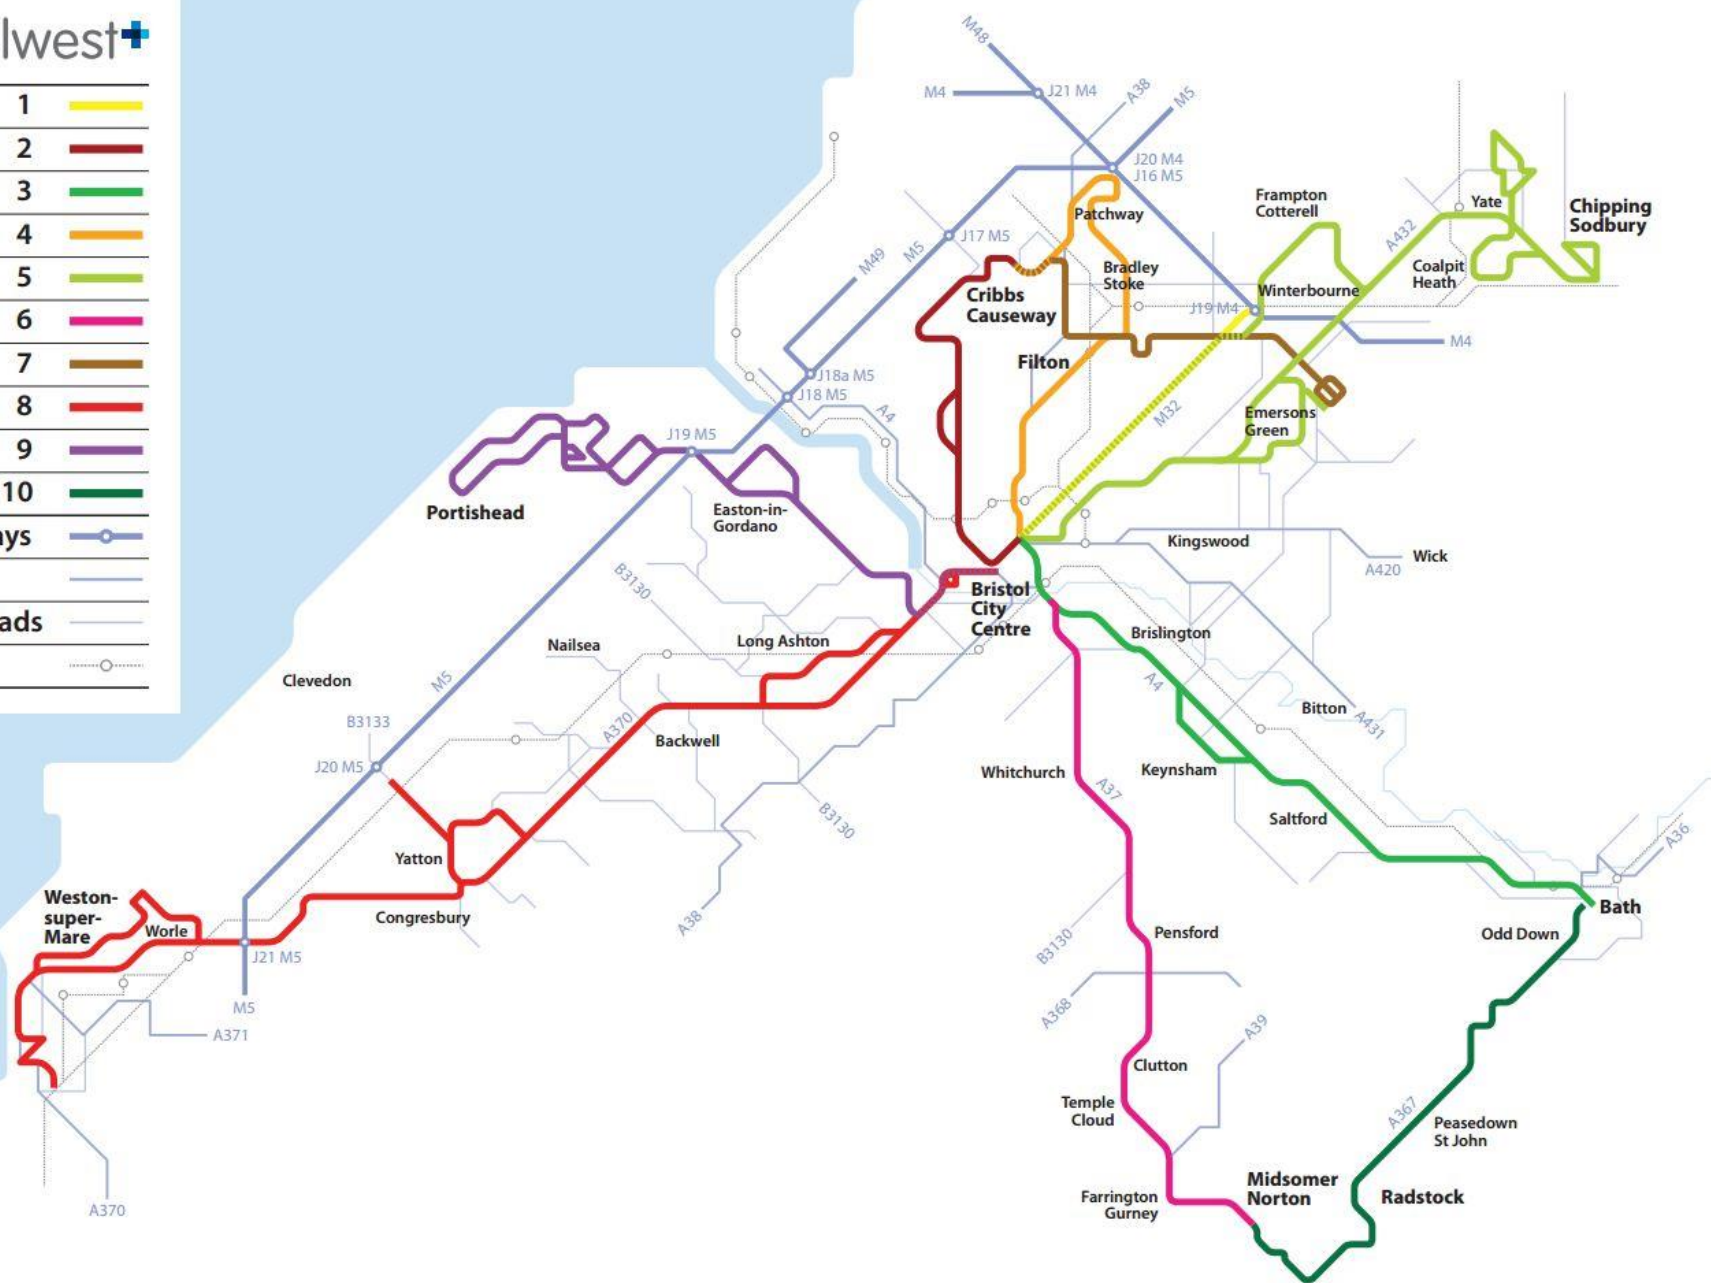 lwest
1
2
3
4
5
6
7
8
9
10
ays
ads
M48
M4
J21 M4
A38
M5
J20 M4
J16 M5
Patchway
J17 M5
M5
M49
Frampton
Cotterell
Yate
Chipping
Sodbury
A432
Coalpit
Heath
Bradley
Stoke
Winterbourne
Cribbs
Causeway
J19 M4
M4
Filton
J18a M5
J18 M5
A4
M32
Emersons
Green
J19 M5
Portishead
Easton-in-
Gordano
Kingswood
Wick
A420
B3130
Bristol
City
Centre
Brislington
Long Ashton
Nailsea
Clevedon
M5
A4
B3133
A370
Backwell
Bitton
A431
J20 M5
Whitchurch
A37
Keynsham
B3130
Saltford
A36
Yatton
Weston-
super-
Mare
Worle
Congresbury
A38
Bath
Odd Down
B3130
Pensford
J21 M5
M5
A371
A368
A39
Clutton
Temple
Cloud
A367
Peasedown
St John
Midsomer
Norton
Radstock
Farrington
Gurney
A370